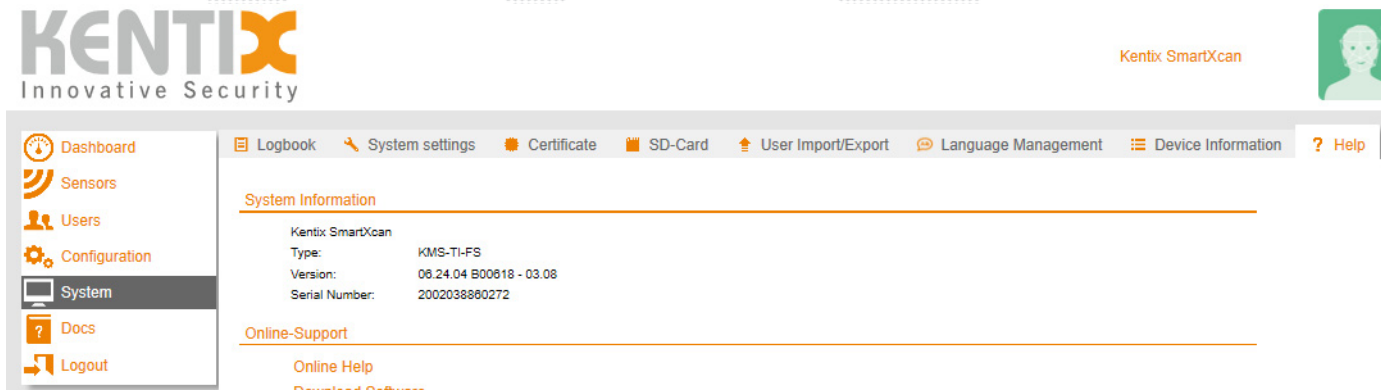 KENTIX
Innovative Security
Kentix SmartXcan
Dashboard
Sensors
Users
Configuration
System
Docs
Logout
Logbook System settings Certificate SD-Card User Import/Export Language Management Device Information ? Help
System Information
Kentix SmartXcan
Type: KMS-TI-FS
Version: 06.24.04 B00618 - 03.08
Serial Number: 2002038860272
Online-Support
Online Help
Download Software